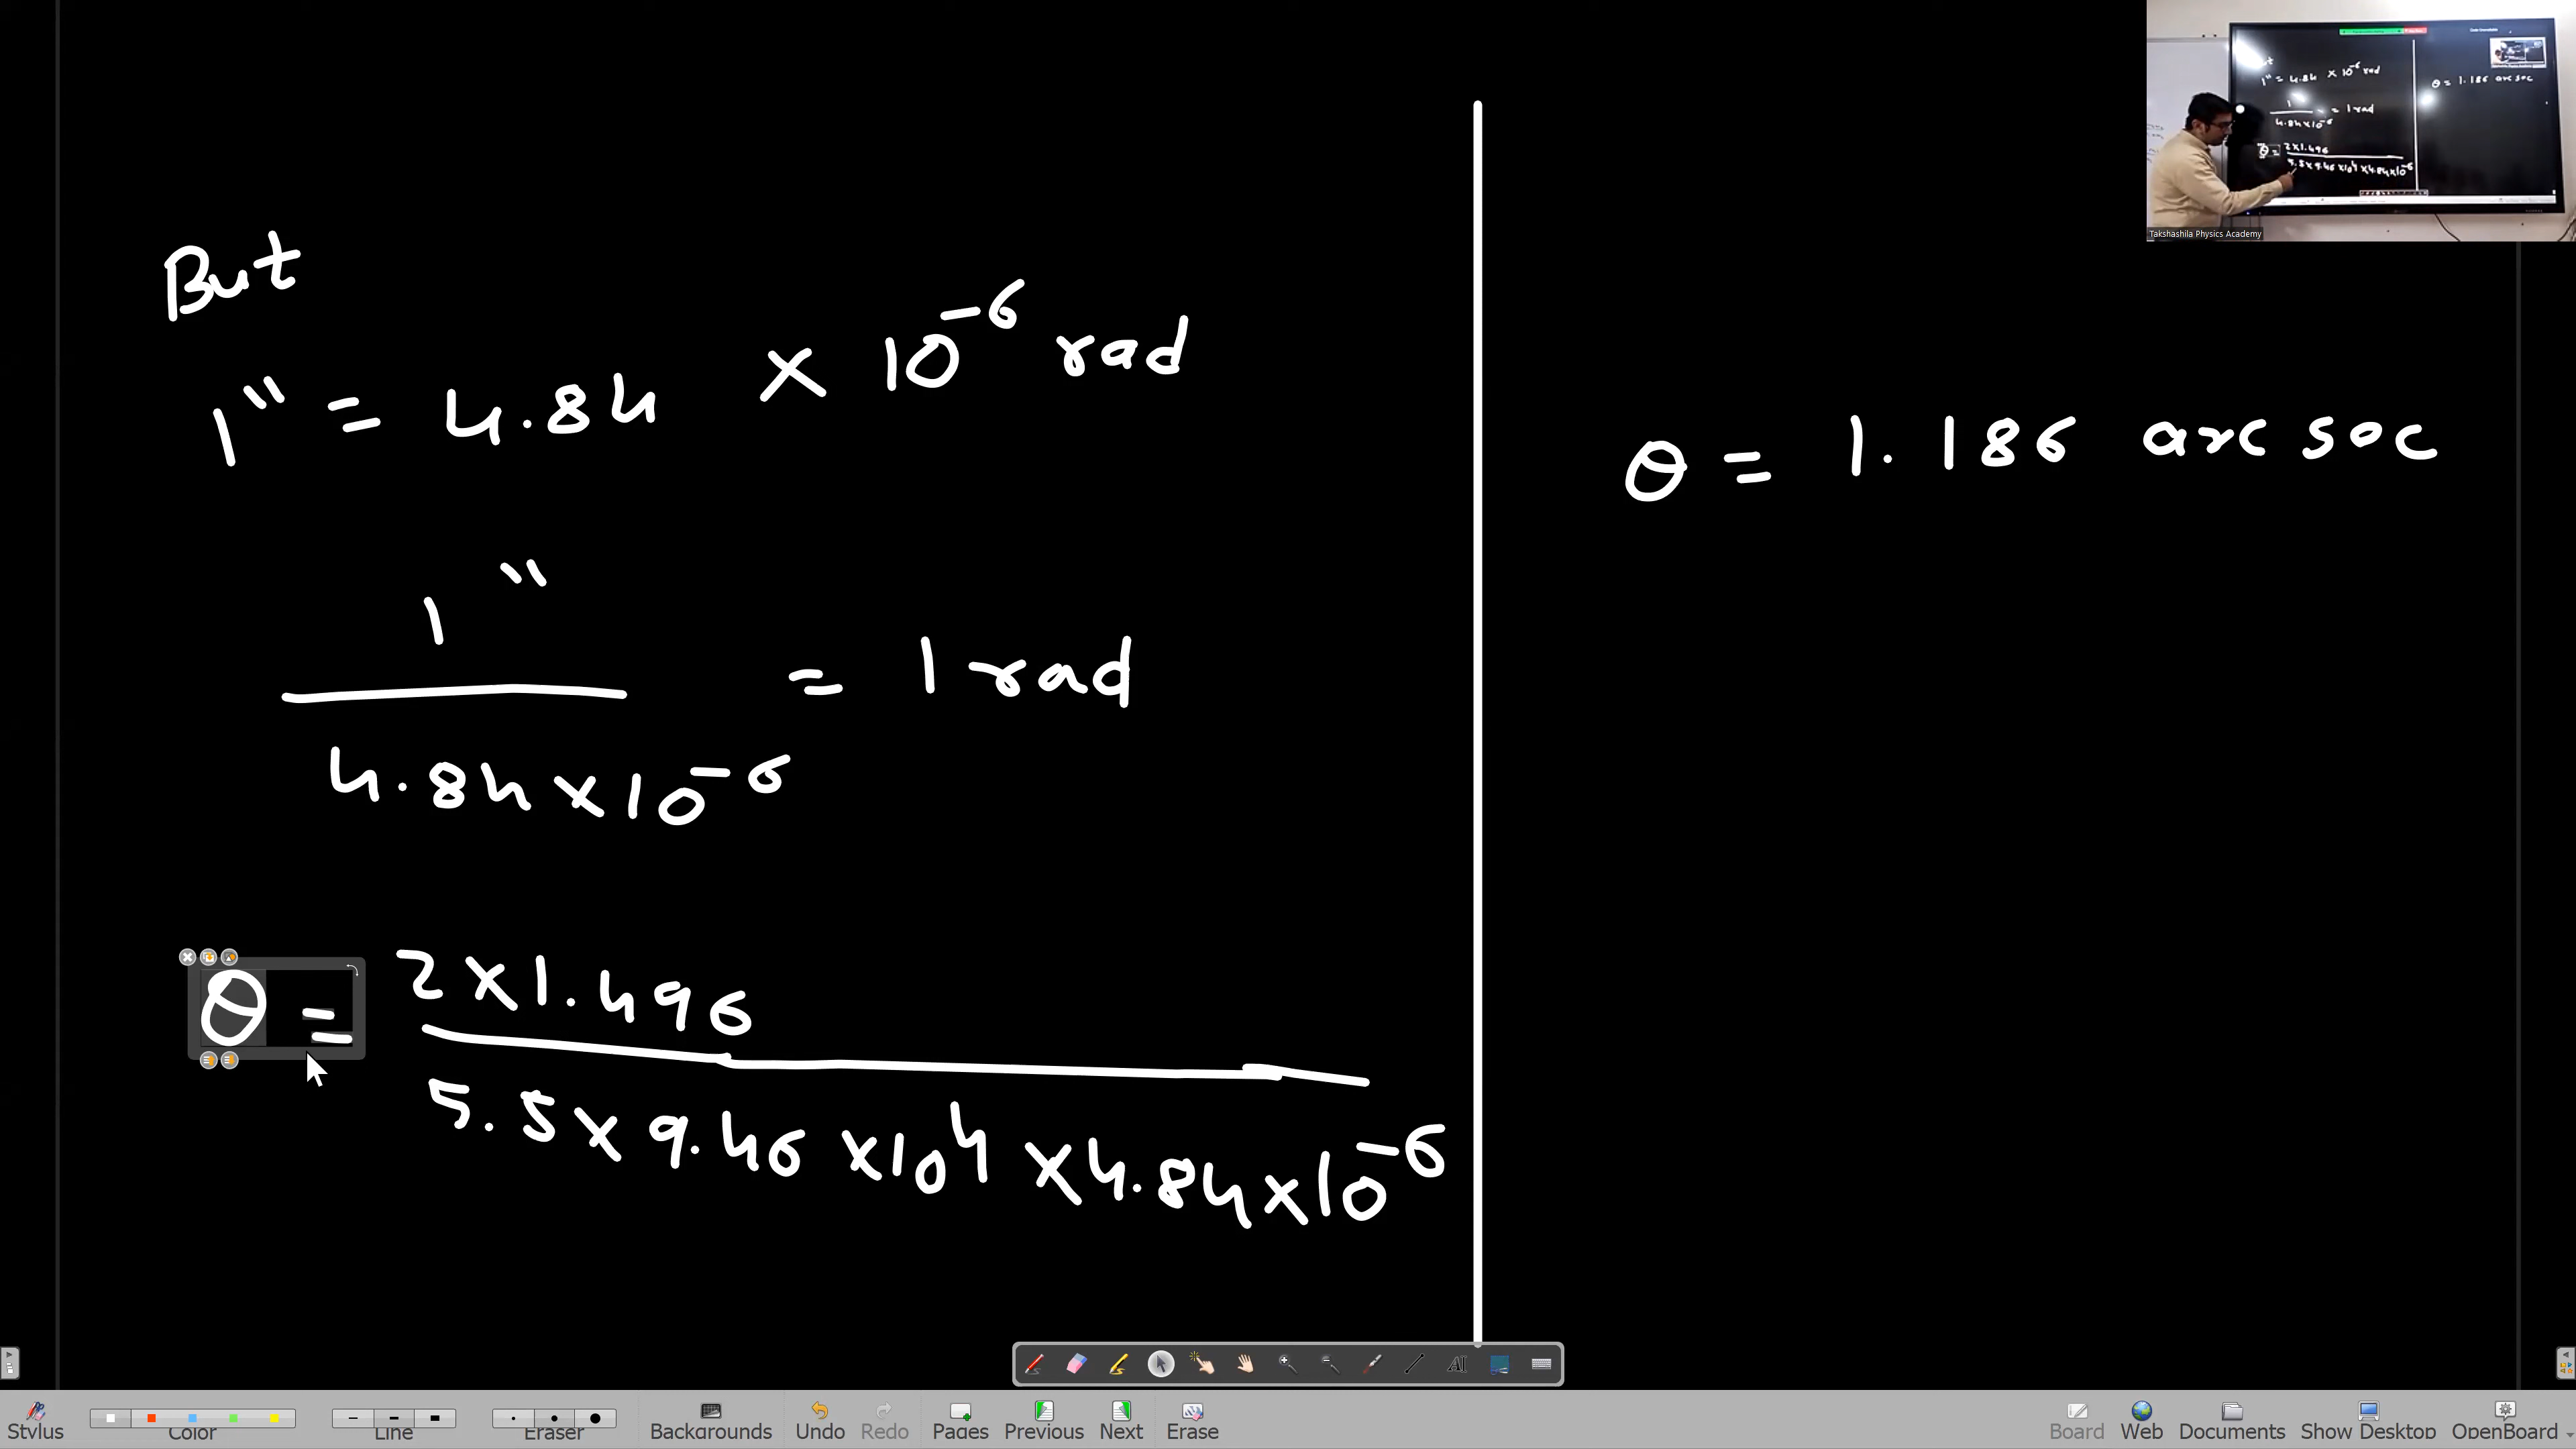 But
1" = 4.84 × 10⁻⁶ rad
1"
4.84×10⁻⁶
= 1 rad
θ =
2×1.496
5.5×9.46×10⁴×4.84×10⁻⁶
θ = 1.186 arc sec
Takshashila Physics Academy
Stylus
Color
Line
Eraser
Backgrounds
Undo
Redo
Pages
Previous
Next
Erase
Board
Web
Documents
Show Desktop
OpenBoard